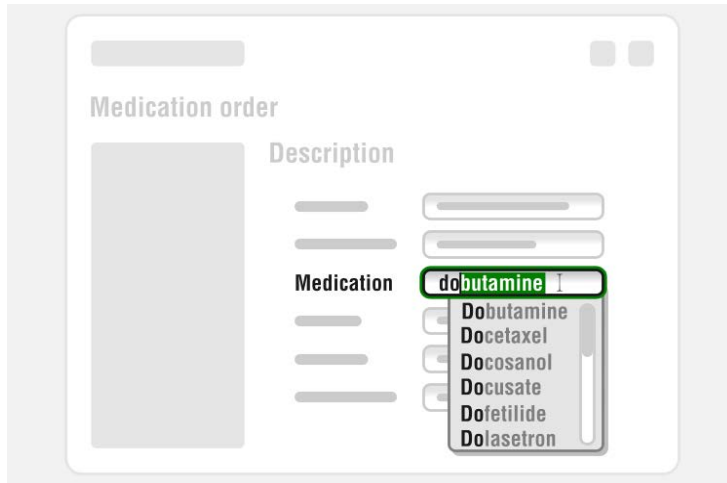 Medication order
Description
Medication dobutamine
Dobutamine
Docetaxel
Docosanol
Docusate
Dofetilide
Dolasetron